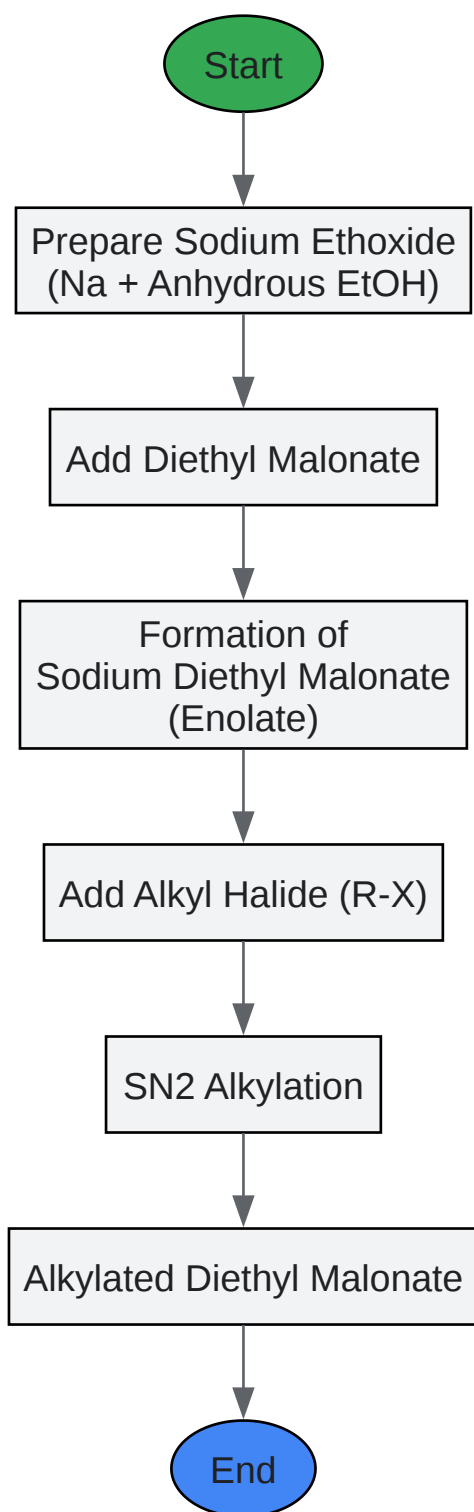 Start
Prepare Sodium Ethoxide
(Na + Anhydrous EtOH)
Add Diethyl Malonate
Formation of
Sodium Diethyl Malonate
(Enolate)
Add Alkyl Halide (R-X)
SN2 Alkylation
Alkylated Diethyl Malonate
End